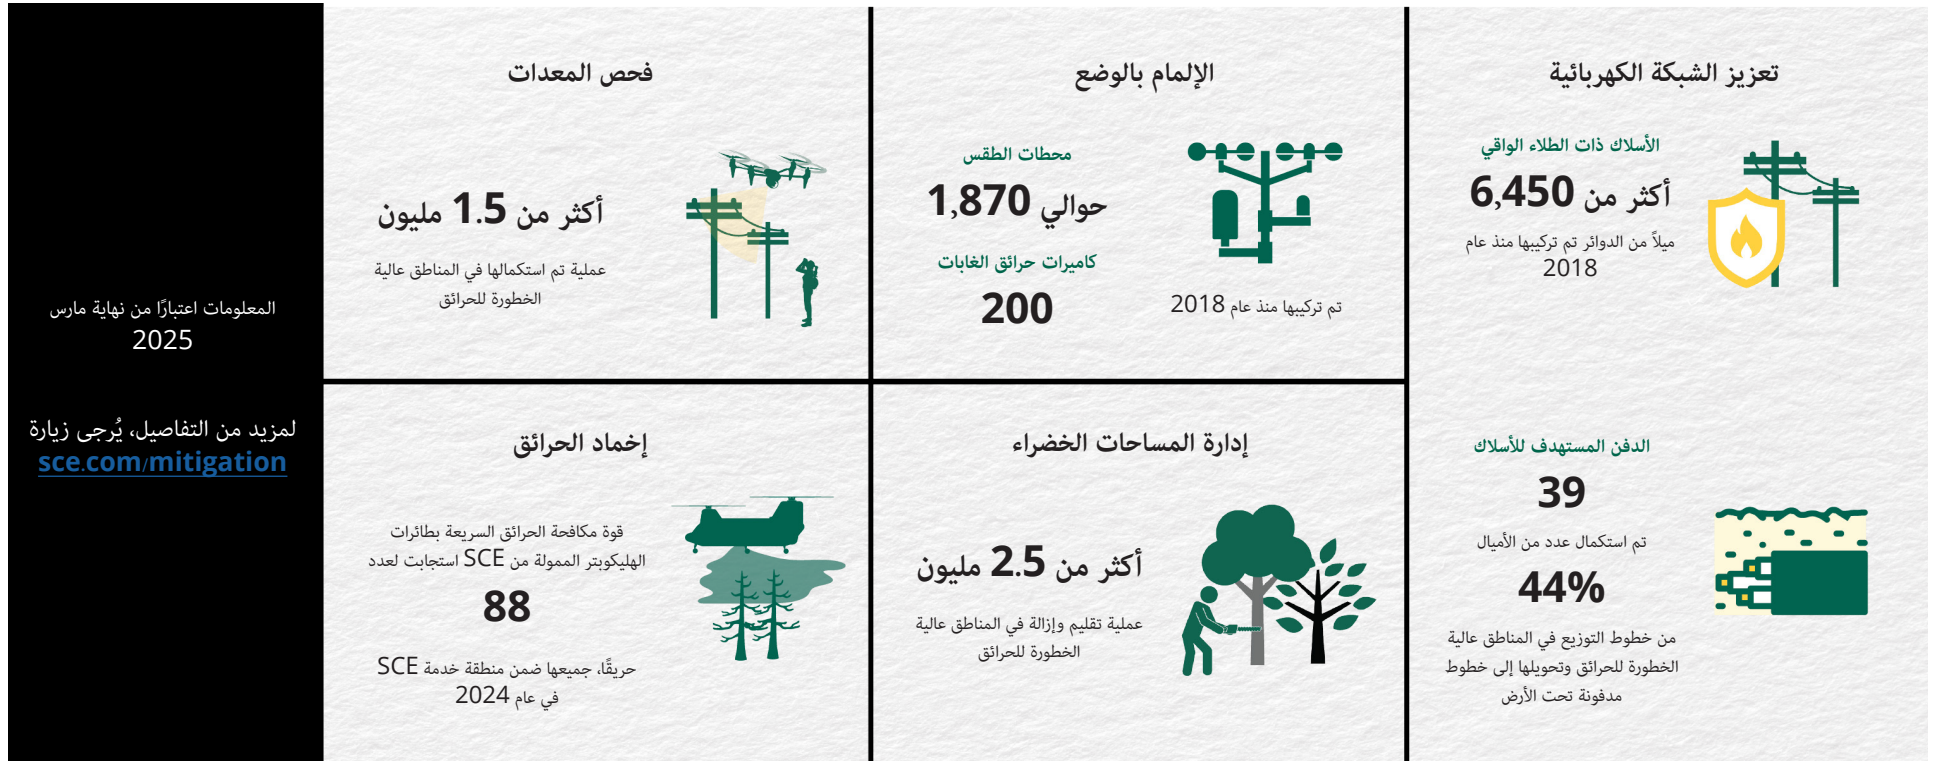 تعزيز الشبكة الكهربائية
الأسلاك ذات الطلاء الواقي
أكثر من 6,450
ميلاً من الدوائر تم تركيبها منذ عام
2018
الدفن المستهدف للأسلاك
39
تم استكمال عدد من الأميال
44%
من خطوط التوزيع في المناطق عالية
الخطورة للحرائق وتحويلها إلى خطوط
مدفونة تحت الأرض
الإلمام بالوضع
محطات الطقس
حوالي 1,870
كاميرات حرائق الغابات
200
تم تركيبها منذ عام 2018
فحص المعدات
أكثر من 1.5 مليون
عملية تم استكمالها في المناطق عالية
الخطورة للحرائق
إدارة المساحات الخضراء
أكثر من 2.5 مليون
عملية تقليم وإزالة في المناطق عالية
الخطورة للحرائق
إخماد الحرائق
قوة مكافحة الحرائق السريعة بطائرات
الهليكوبتر الممولة من SCE استجابت لعدد
88
حريقًا، جميعها ضمن منطقة خدمة SCE
في عام 2024
المعلومات اعتبارًا من نهاية مارس
2025
لمزيد من التفاصيل، يُرجى زيارة
sce.com/mitigation